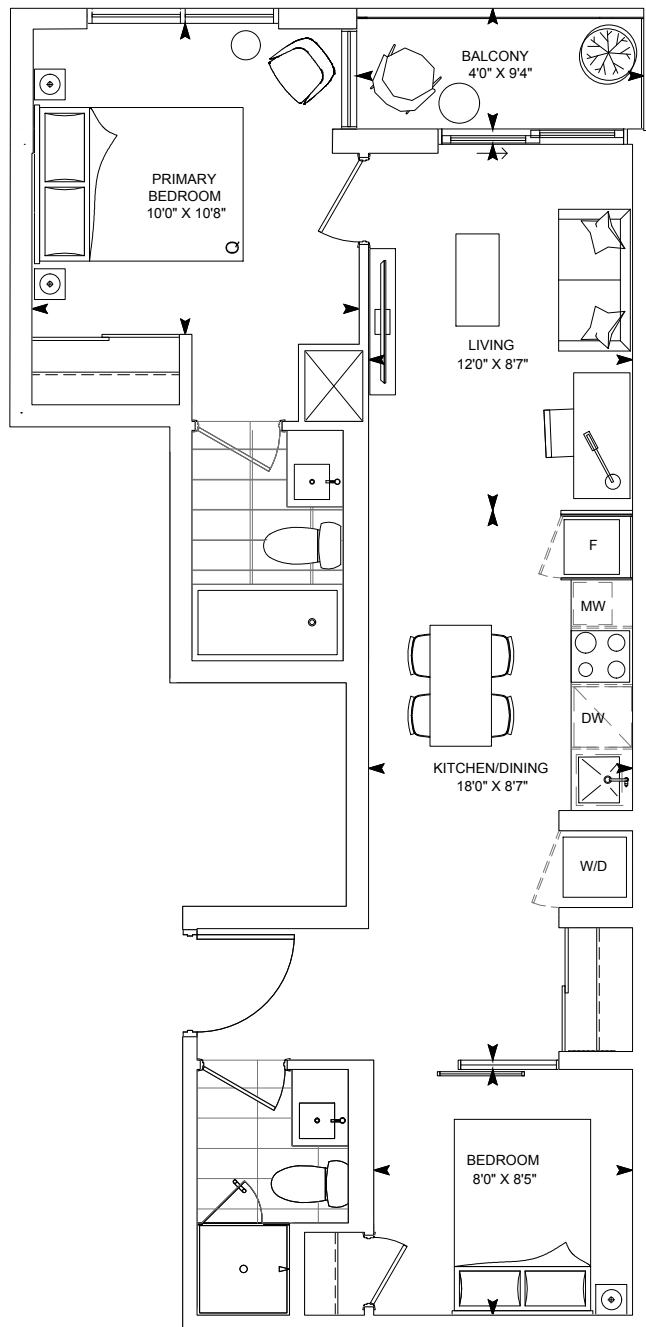 BALCONY
4'0" X 9'4"
PRIMARY
BEDROOM
10'0" X 10'8"
Q
LIVING
12'0" X 8'7"
F
MW
DW
KITCHEN/DINING
18'0" X 8'7"
W/D
BEDROOM
8'0" X 8'5"